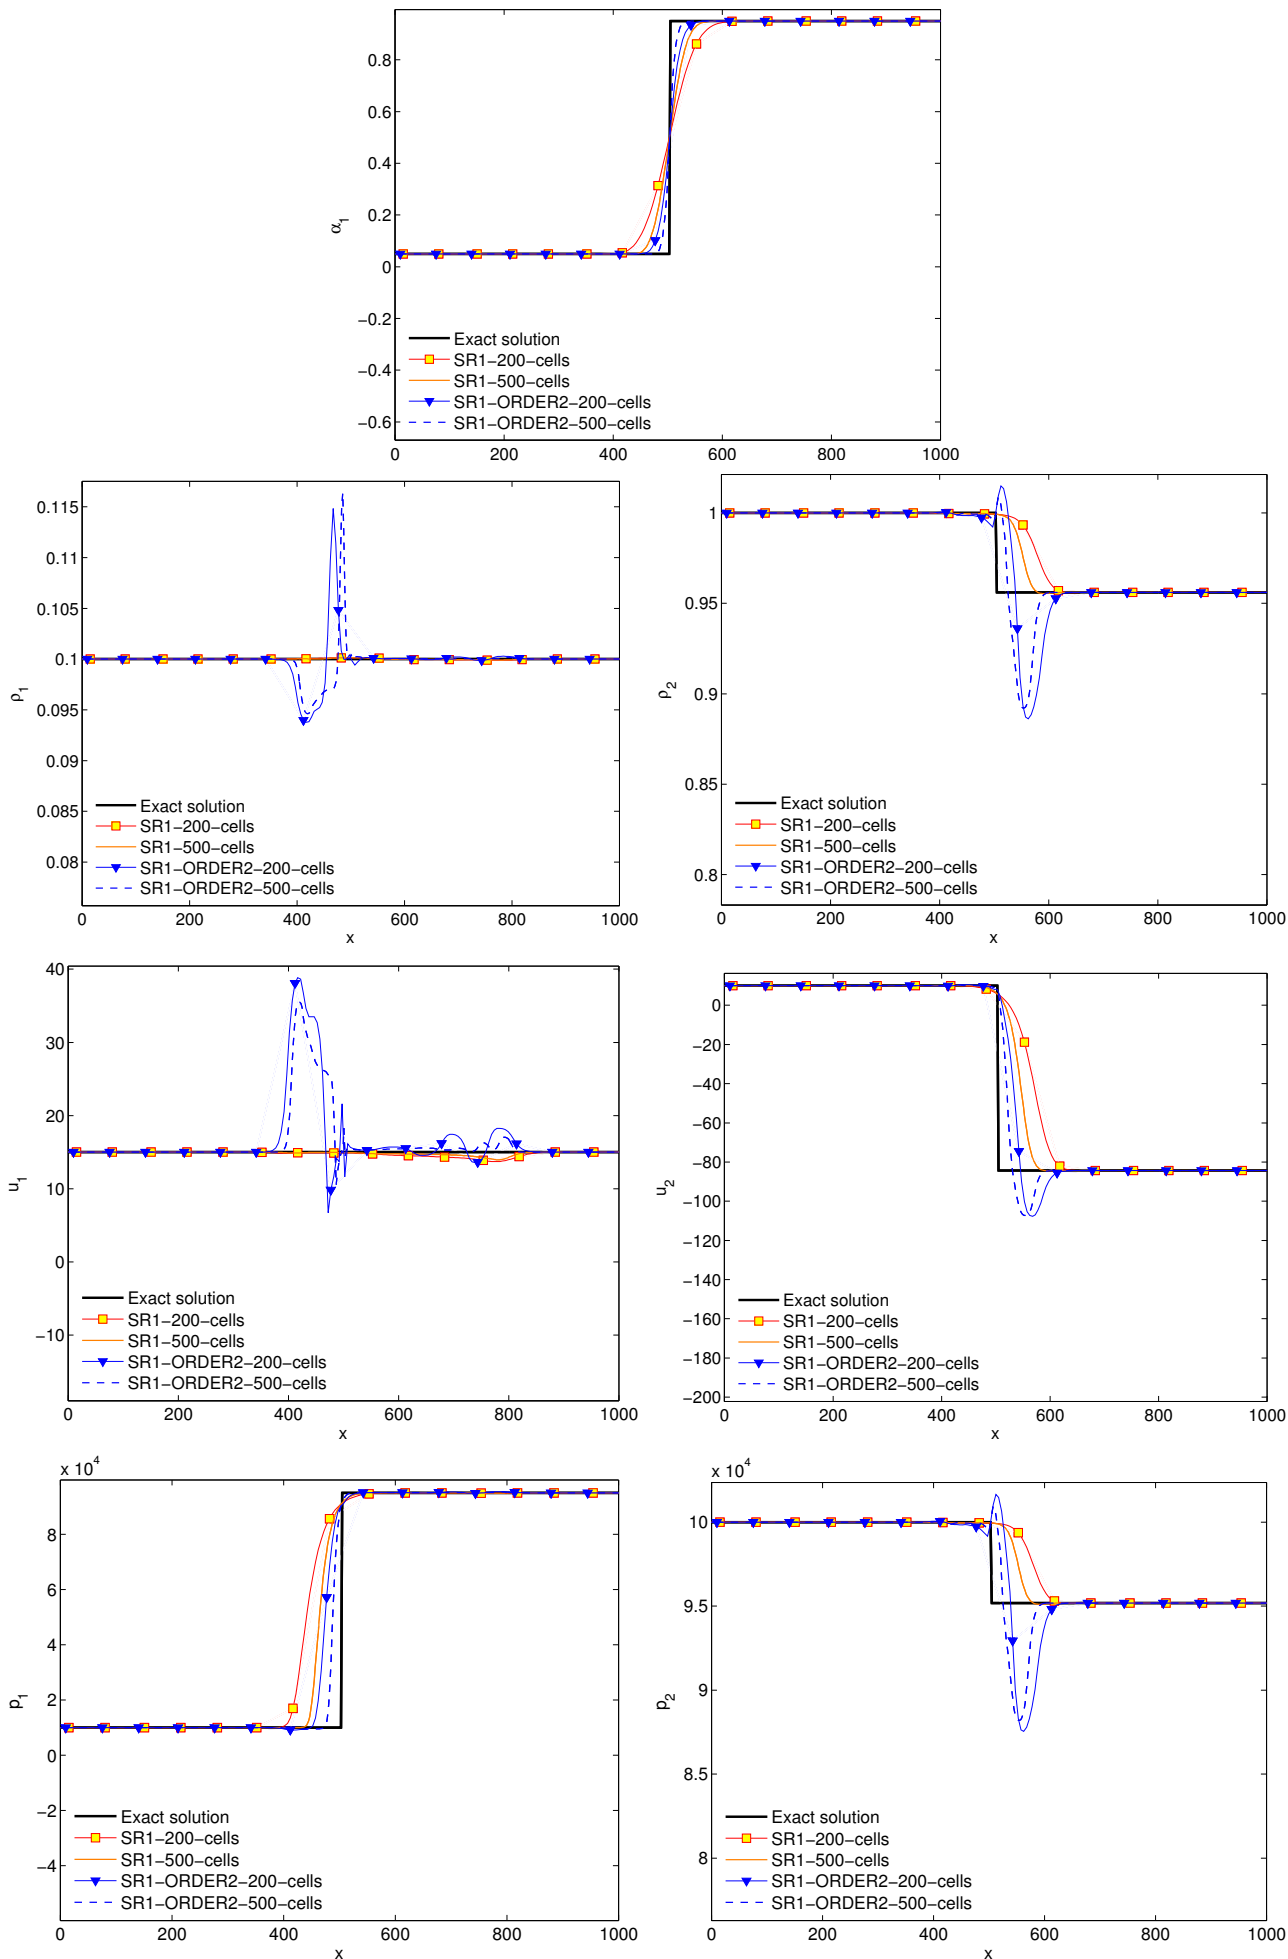 0.8
0.6
0.4
0.2
0
−0.2
−0.4
−0.6
α1
Exact solution
SR1−200−cells
SR1−500−cells
SR1−ORDER2−200−cells
SR1−ORDER2−500−cells
0 200 400 600 800 1000
0.115
0.11
0.105
0.1
0.095
0.09
0.085
0.08
ρ1
Exact solution
SR1−200−cells
SR1−500−cells
SR1−ORDER2−200−cells
SR1−ORDER2−500−cells
0 200 400 600 800 1000
x
1
0.95
0.9
0.85
0.8
ρ2
Exact solution
SR1−200−cells
SR1−500−cells
SR1−ORDER2−200−cells
SR1−ORDER2−500−cells
0 200 400 600 800 1000
x
40
30
20
10
0
−10
u1
Exact solution
SR1−200−cells
SR1−500−cells
SR1−ORDER2−200−cells
SR1−ORDER2−500−cells
0 200 400 600 800 1000
x
0
−20
−40
−60
−80
−100
−120
−140
−160
−180
−200
u2
Exact solution
SR1−200−cells
SR1−500−cells
SR1−ORDER2−200−cells
SR1−ORDER2−500−cells
0 200 400 600 800 1000
x
x 10^4
8
6
4
2
0
−2
−4
p1
Exact solution
SR1−200−cells
SR1−500−cells
SR1−ORDER2−200−cells
SR1−ORDER2−500−cells
0 200 400 600 800 1000
x
x 10^4
10
9.5
9
8.5
8
p2
Exact solution
SR1−200−cells
SR1−500−cells
SR1−ORDER2−200−cells
SR1−ORDER2−500−cells
0 200 400 600 800 1000
x